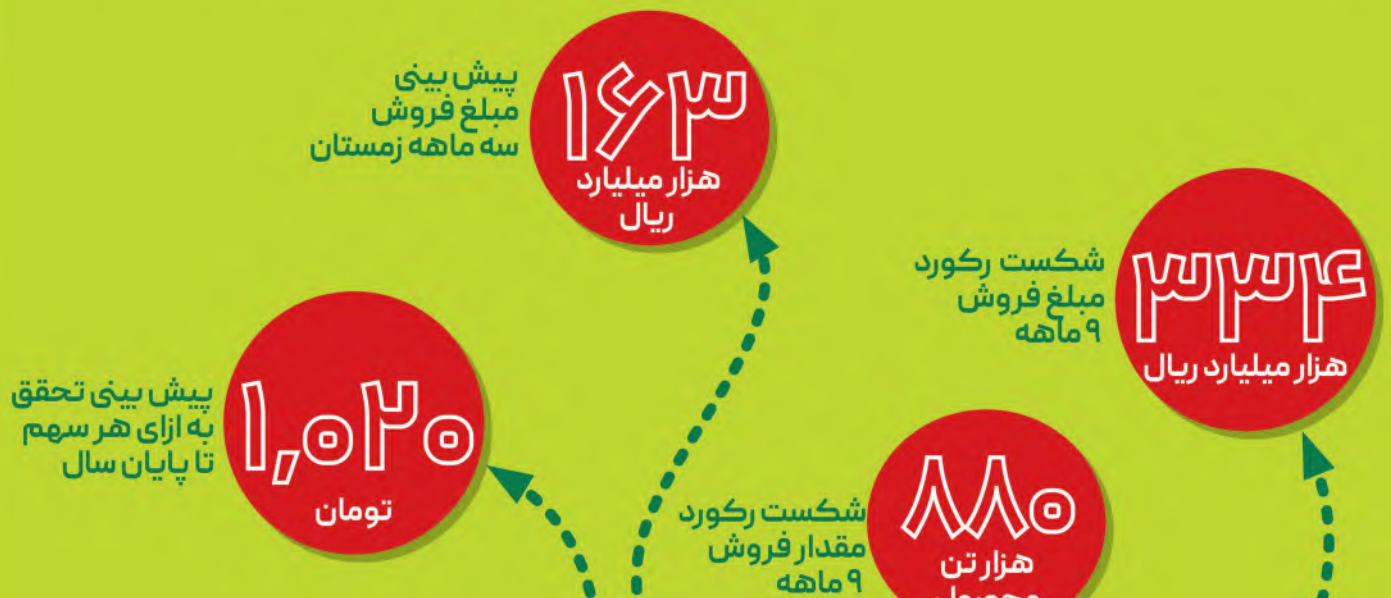 پیش بینی
مبلغ فروش
سه ماهه زمستان
۱۶۳
هزار میلیارد
ریال
شکست رکورد
مبلغ فروش
۹ ماهه
۳۳۴
هزار میلیارد ریال
پیش بینی تحقق
به ازای هر سهم
تا پایان سال
۱,۰۲۰
تومان
شکست رکورد
مقدار فروش
۹ ماهه
۸۸۰
هزار تن